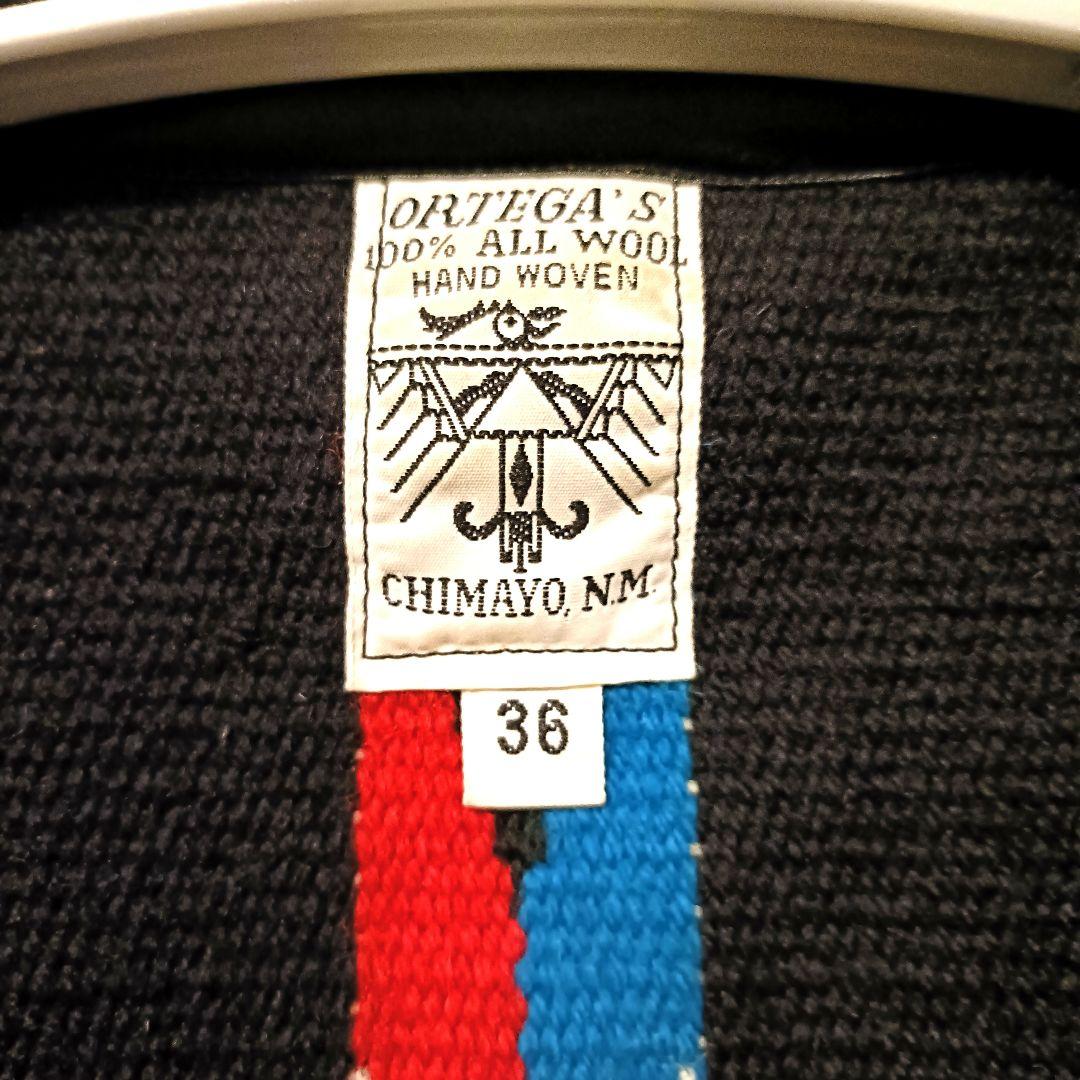 ORTEGA'S
100% ALL WOOL
HAND WOVEN
CHIMAYO, N.M.
36